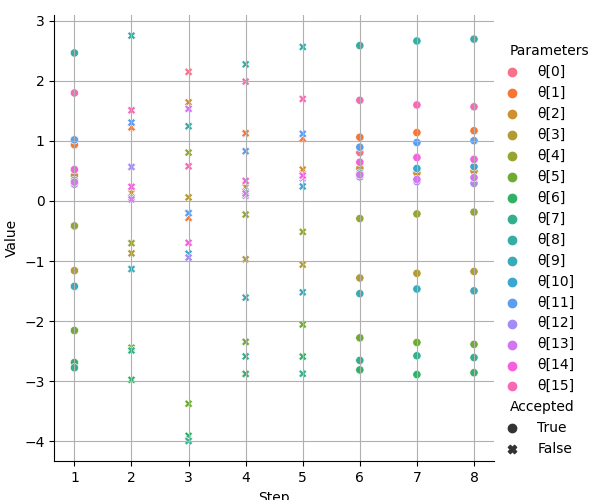 3
2
1
0
−1
−2
−3
−4
Value
1 2 3 4 5 6 7 8
Step
Parameters
θ[0]
θ[1]
θ[2]
θ[3]
θ[4]
θ[5]
θ[6]
θ[7]
θ[8]
θ[9]
θ[10]
θ[11]
θ[12]
θ[13]
θ[14]
θ[15]
Accepted
True
False